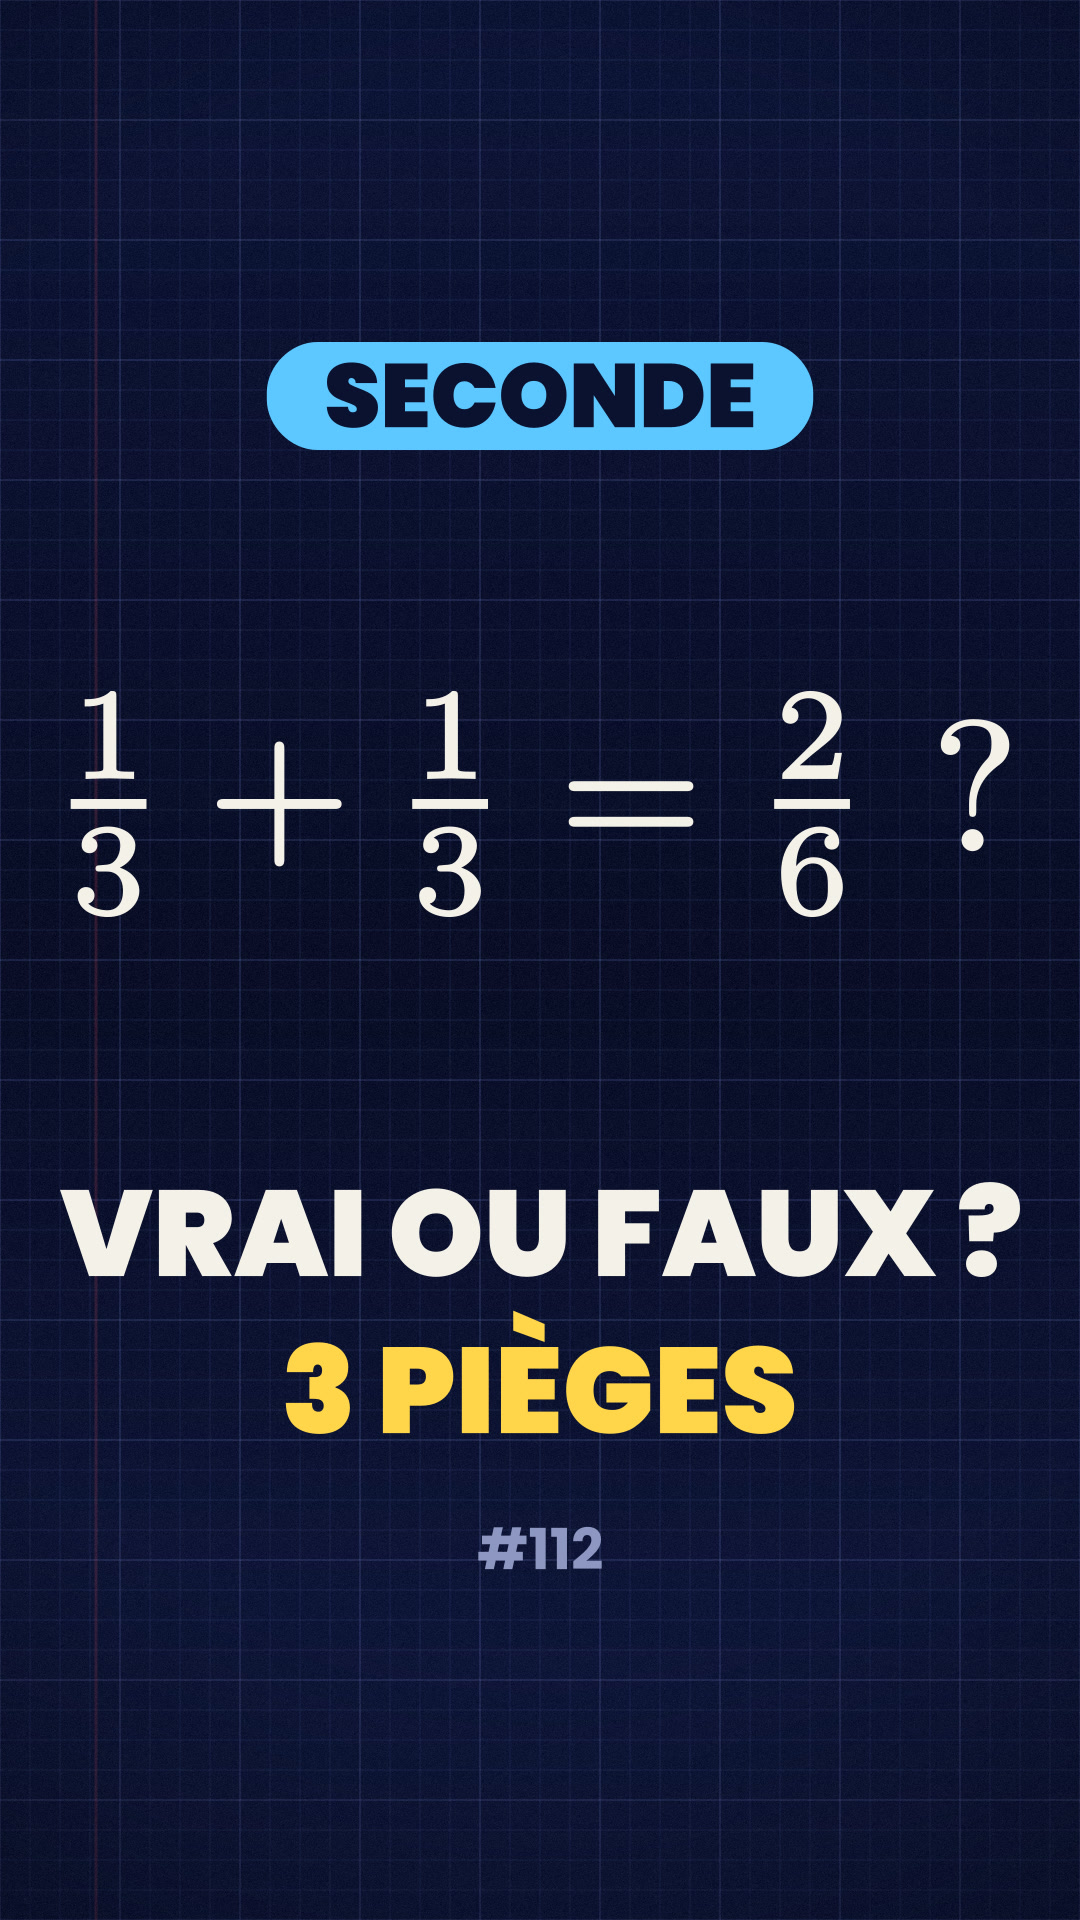 SECONDE
1/3 + 1/3 = 2/6 ?
VRAI OU FAUX ?
3 PIÈGES
#112